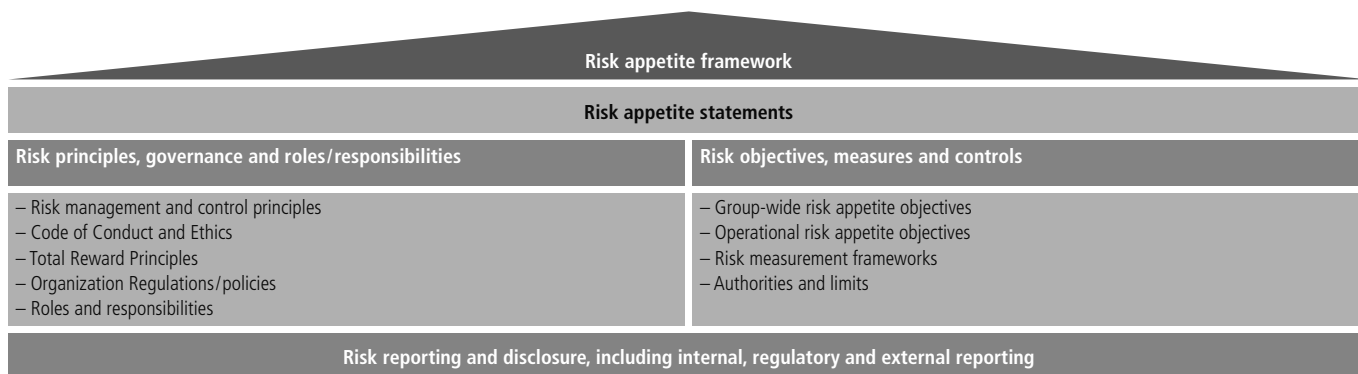 Risk appetite framework
Risk appetite statements
Risk principles, governance and roles/responsibilities
– Risk management and control principles
– Code of Conduct and Ethics
– Total Reward Principles
– Organization Regulations/policies
– Roles and responsibilities
Risk objectives, measures and controls
– Group-wide risk appetite objectives
– Operational risk appetite objectives
– Risk measurement frameworks
– Authorities and limits
Risk reporting and disclosure, including internal, regulatory and external reporting